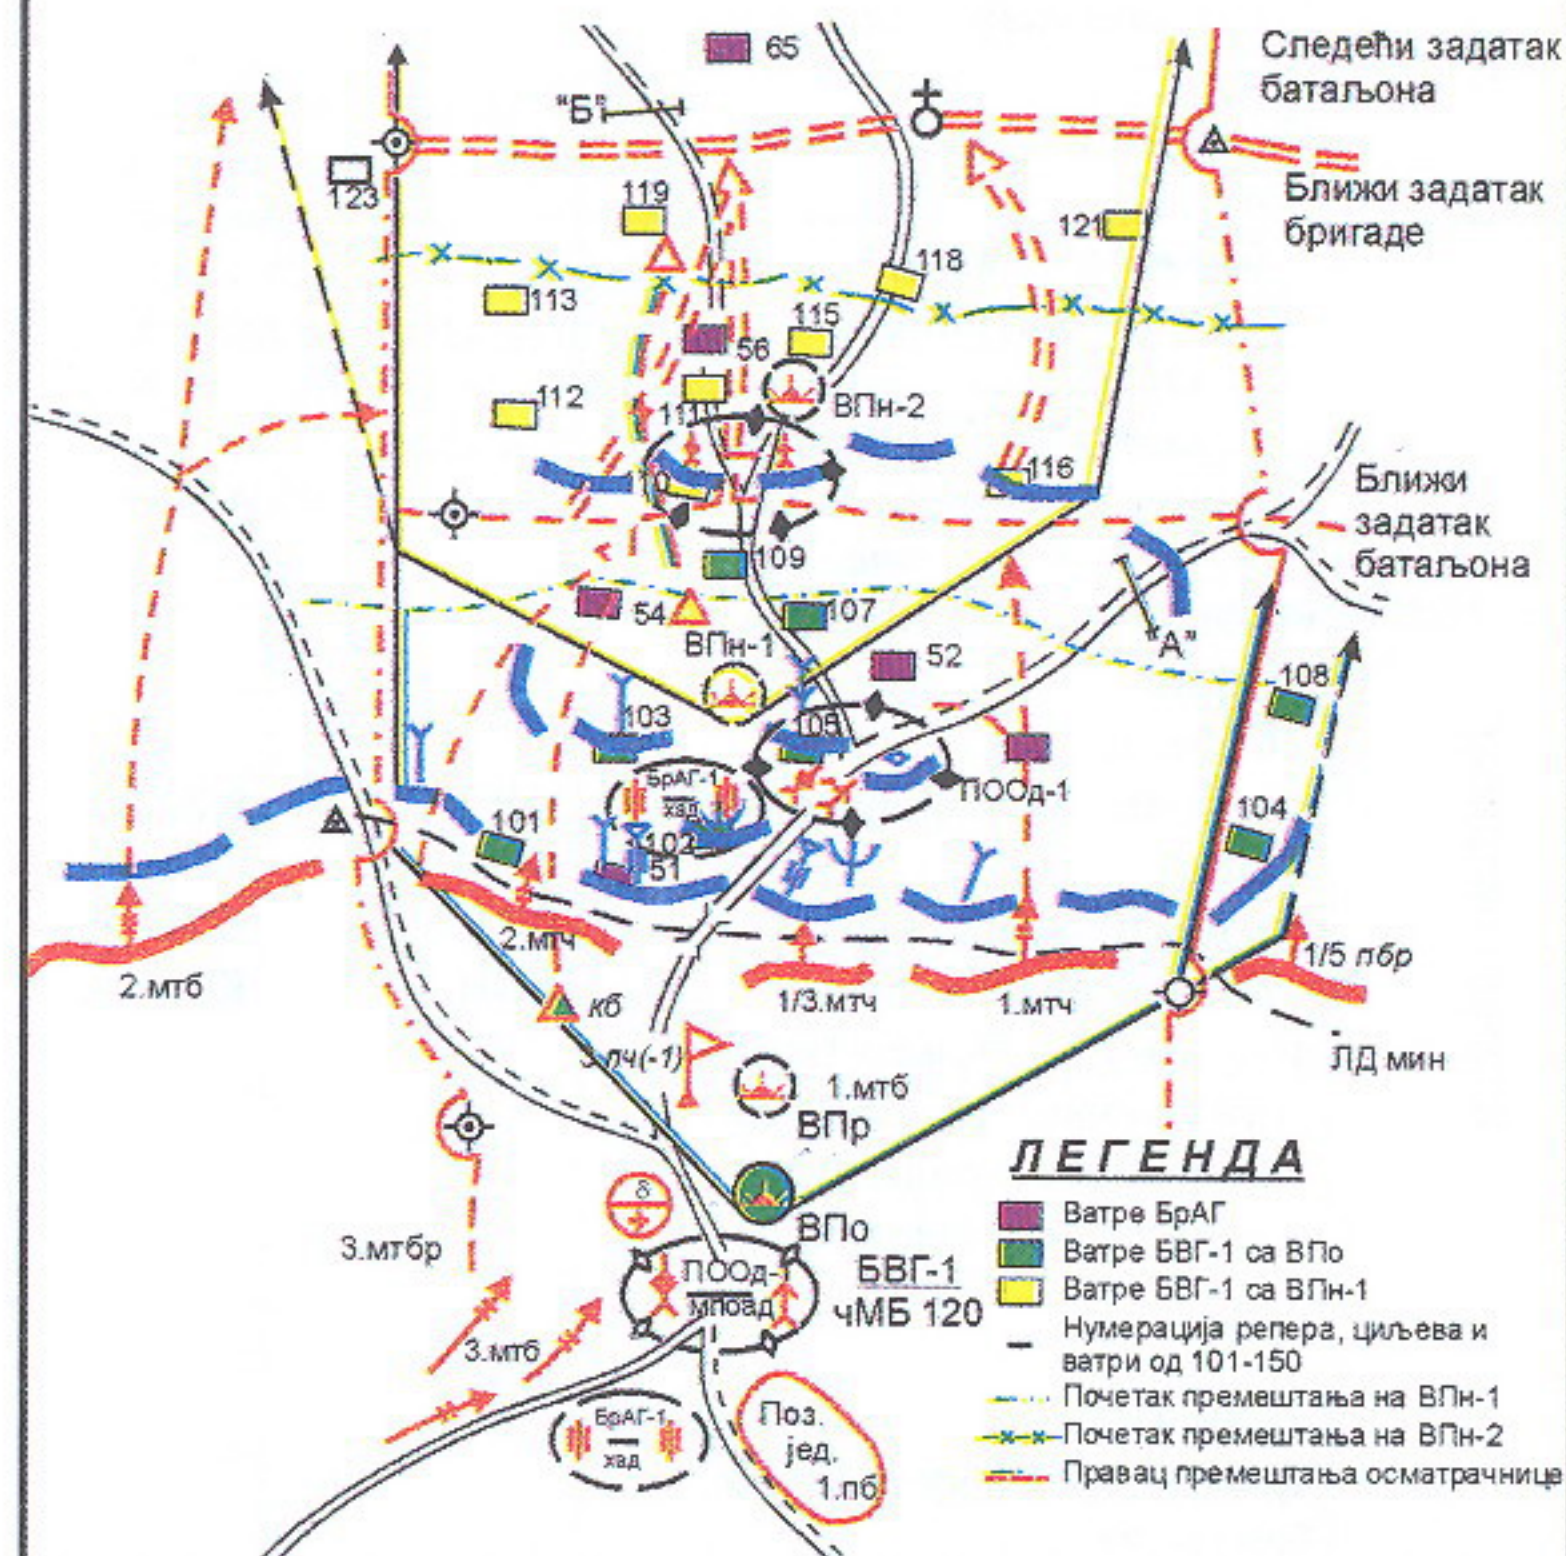 65
Следећи задатак
батаљона
"Б"
123
119
Ближи задатак
бригаде
121
118
113
115
56
112
ВПн-2
116
Ближи
задатак
батаљона
109
54
107
ВПн-1
52
"А"
108
103
105
БрАГ-1
хад
ПООд-1
104
101
102
51
2.мтч
2.мтб
1/3.мтч
1.мтч
1/5 пбр
кб
ЛД мин
пч(-1)
1.мтб
ВПр
ЛЕГЕНДА
δ
ВПо
Ватре БрАГ
3.мтбр
Ватре БВГ-1 са ВПо
ПООд-1
мпоад
БВГ-1
чМБ 120
Ватре БВГ-1 са ВПн-1
Нумерација репера, циљева и
ватри од 101-150
3.мтб
Почетак премештања на ВПн-1
БрАГ-1
хад
Поз.
јед.
1.пб
Почетак премештања на ВПн-2
Правац премештања осматрачнице